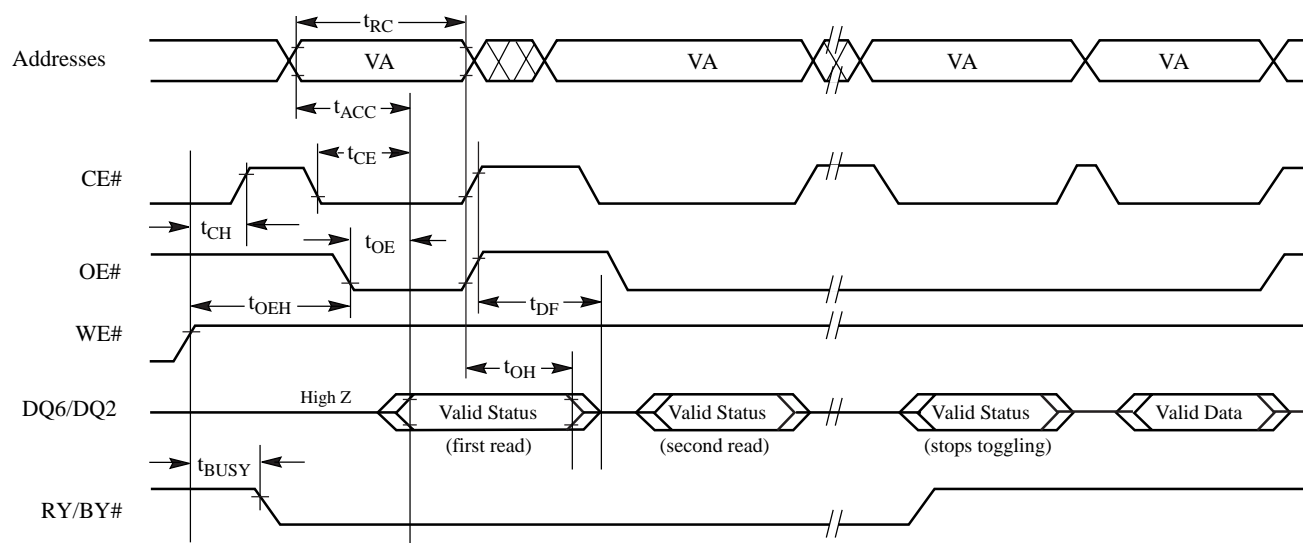 tRC
Addresses VA VA VA VA
tACC
tCE
CE#
tCH
tOE
OE#
tOEH tDF
WE#
tOH
DQ6/DQ2 High Z Valid Status Valid Status Valid Status Valid Data
(first read) (second read) (stops toggling)
tBUSY
RY/BY#